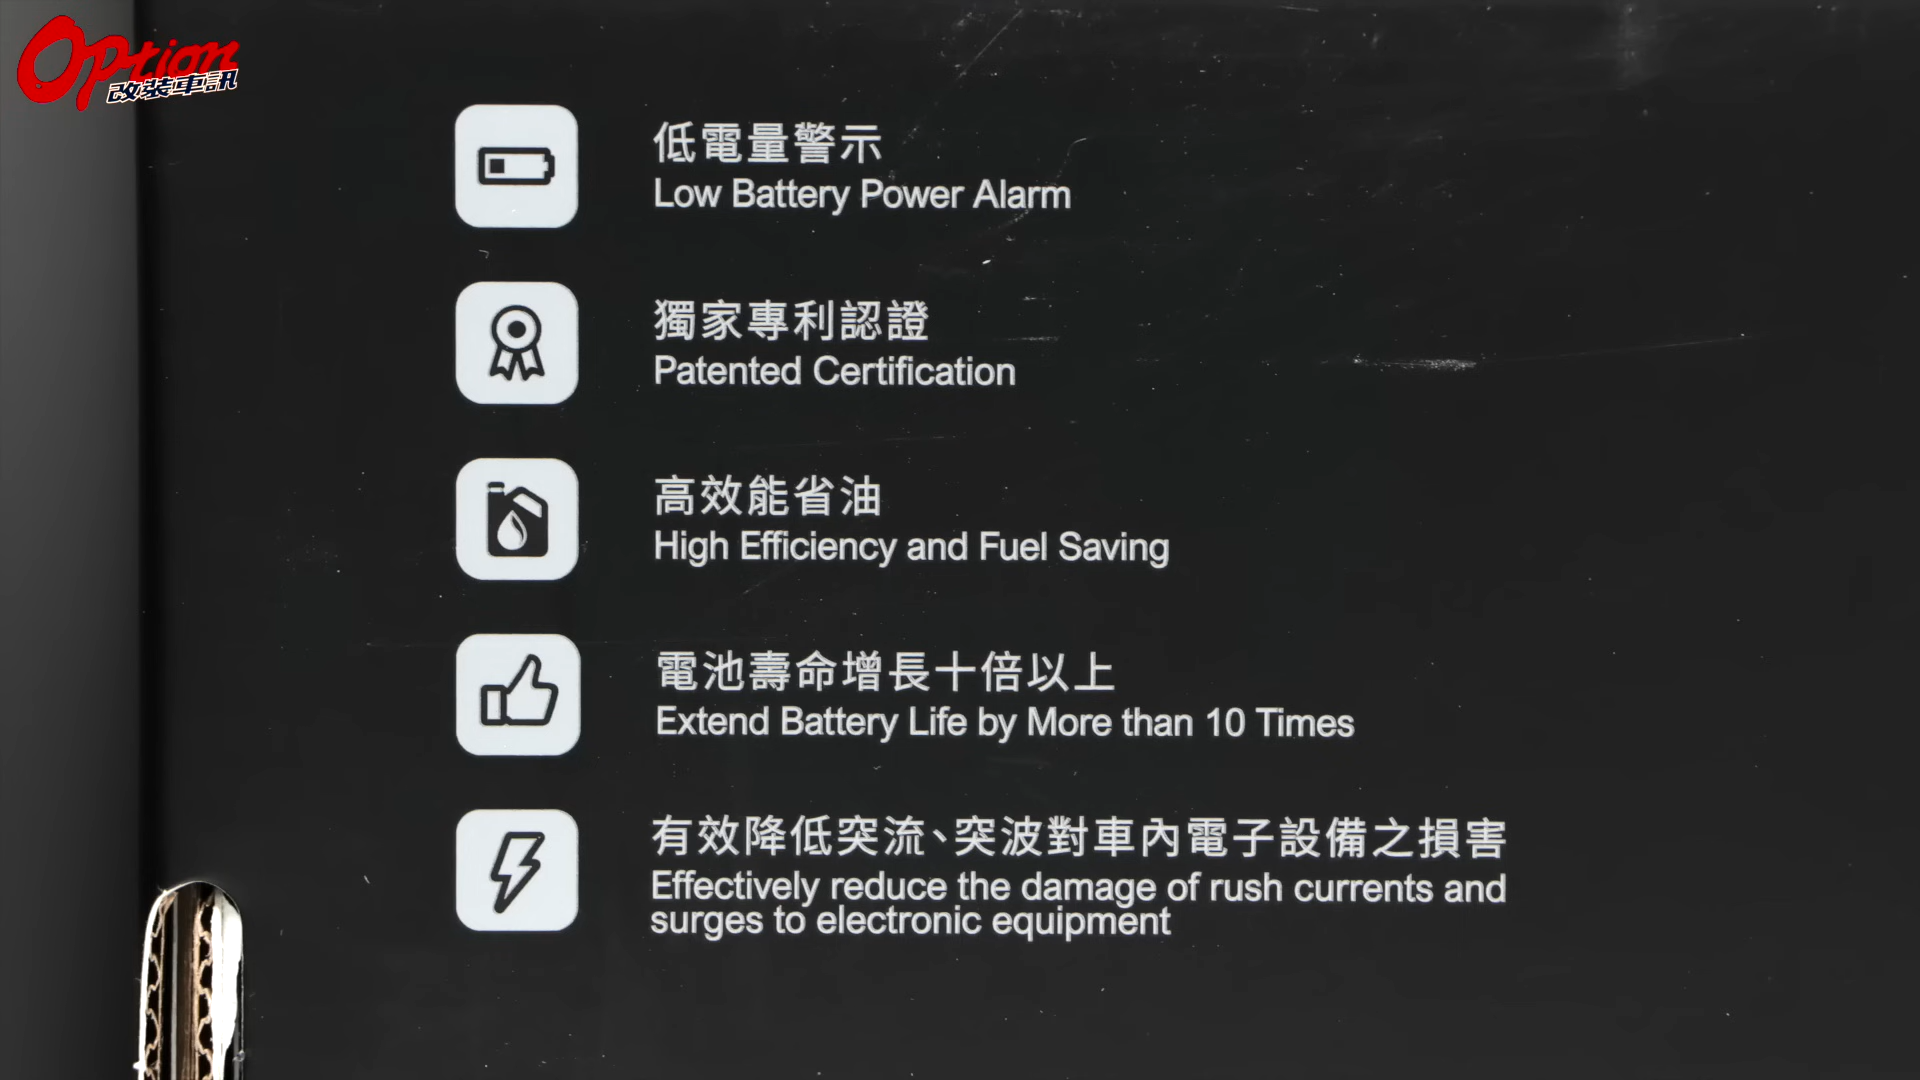 Option
改裝車訊
低電量警示
Low Battery Power Alarm
獨家專利認證
Patented Certification
高效能省油
High Efficiency and Fuel Saving
電池壽命增長十倍以上
Extend Battery Life by More than 10 Times
有效降低突流、突波對車內電子設備之損害
Effectively reduce the damage of rush currents and
surges to electronic equipment